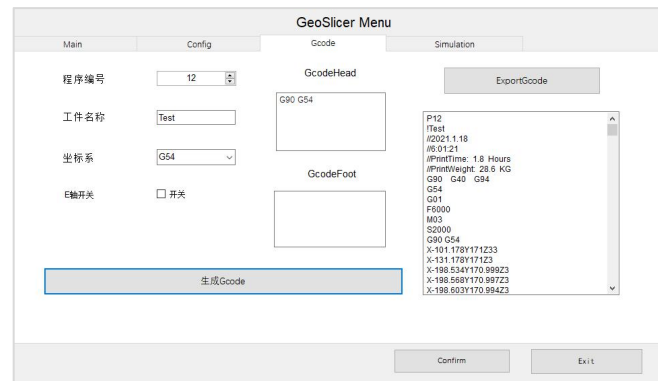 GeoSlicer Menu
Main
Config
Gcode
Simulation
程序编号
12
工件名称
Test
坐标系
G54
E轴开关
开关
GcodeHead
G90 G54
GcodeFoot
ExportGcode
P12
!Test
//2021.1.18
//6:01:21
//PrintTime: 1.8 Hours
//PrintWeight: 28.6 KG
G90 G40 G94
G54
G01
F6000
M03
S2000
G90 G54
X-101.178Y171Z33
X-131.178Y171Z3
X-198.534Y170.999Z3
X-198.568Y170.997Z3
X-198.603Y170.994Z3
生成Gcode
Confirm
Exit